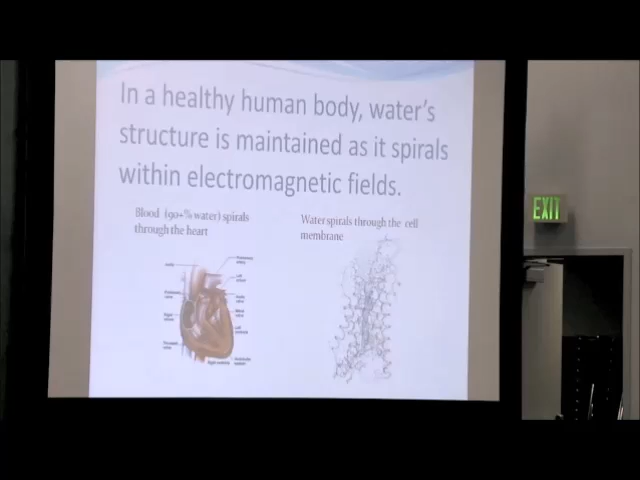 In a healthy human body, water's
structure is maintained as it spirals
within electromagnetic fields.
Blood (90+% water) spirals
through the heart
Water spirals through the cell
membrane
EXIT